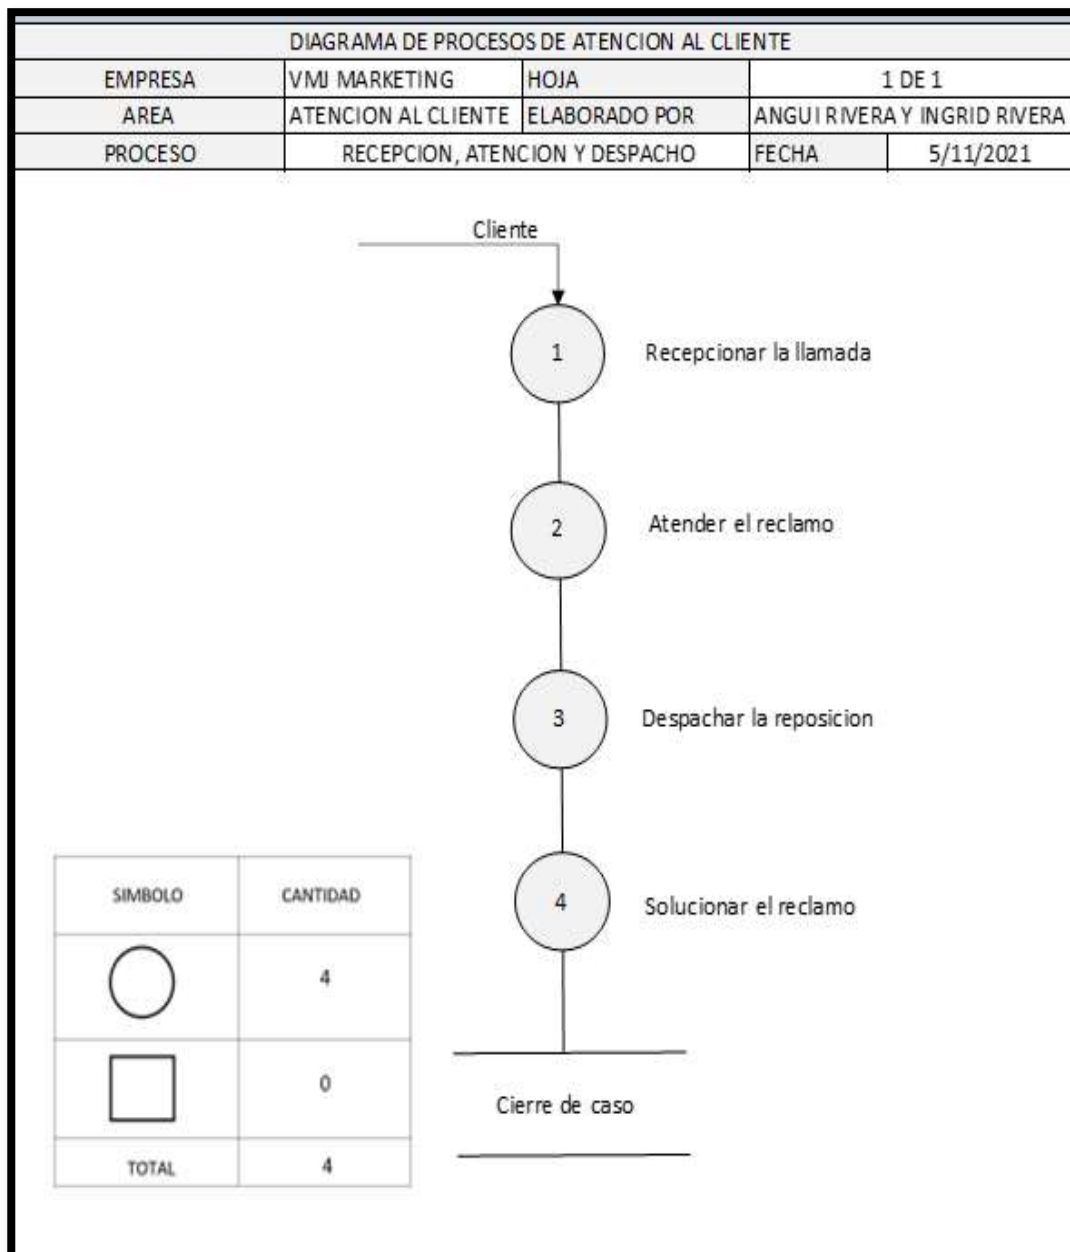 DIAGRAMA DE PROCESOS DE ATENCION AL CLIENTE
EMPRESA VMJ MARKETING HOJA 1 DE 1
AREA ATENCION AL CLIENTE ELABORADO POR ANGUI RIVERA Y INGRID RIVERA
PROCESO RECEPCION, ATENCION Y DESPACHO FECHA 5/11/2021
Cliente
1 Recepcionar la llamada
2 Atender el reclamo
3 Despachar la reposicion
4 Solucionar el reclamo
SIMBOLO CANTIDAD
4
0
TOTAL 4
Cierre de caso